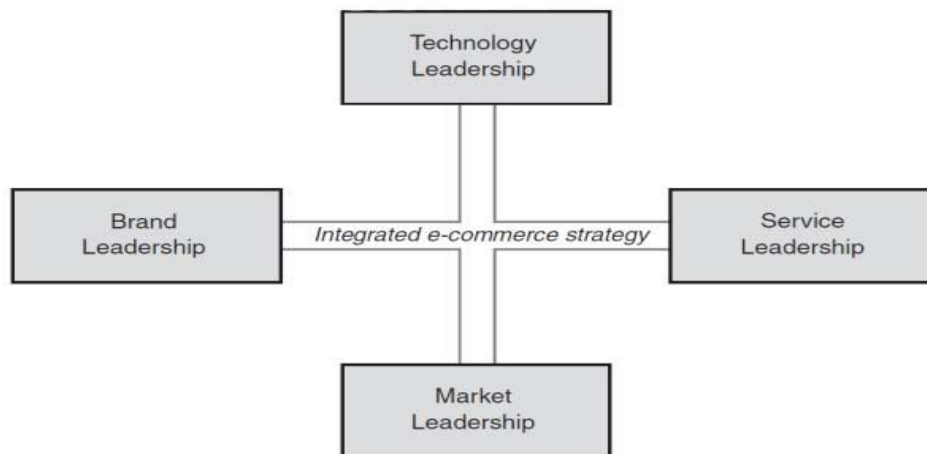 Technology
Leadership
Brand
Leadership
Integrated e-commerce strategy
Service
Leadership
Market
Leadership